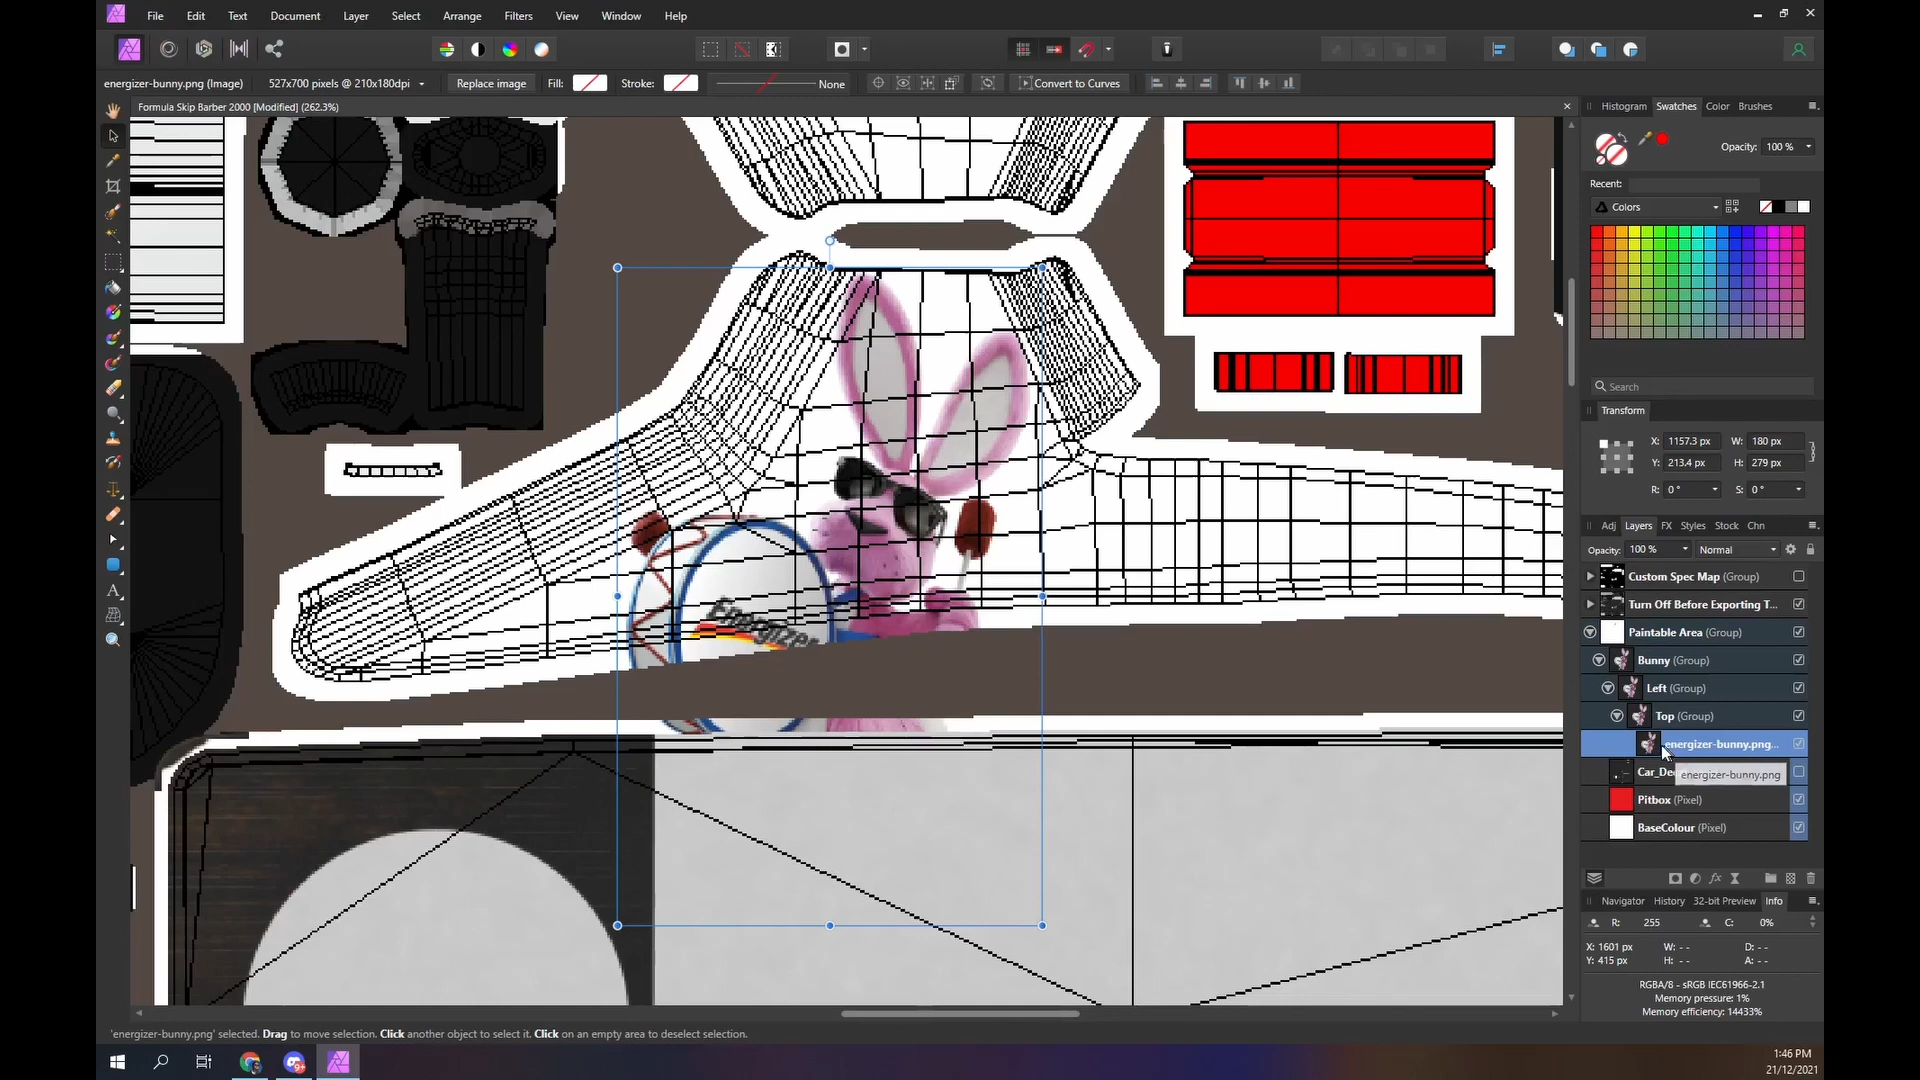 File Edit Text Document Layer Select Arrange Filters View Window Help
energizer-bunny.png (Image) 527x700 pixels @ 210x180dpi Replace image Fill: Stroke: None Convert to Curves
Formula Skip Barber 2000 [Modified] (262.3%)
Histogram Swatches Color Brushes
Opacity: 100 %
Recent:
Colors
Search
Transform
X: 1157.3 px W: 180 px
Y: 213.4 px H: 279 px
R: 0 ° S: 0 °
Adj Layers FX Styles Stock Chn
Opacity: 100 % Normal
Custom Spec Map (Group)
Turn Off Before Exporting T...
Paintable Area (Group)
Bunny (Group)
Left (Group)
Top (Group)
energizer-bunny.png...
Car_De
energizer-bunny.png
Pitbox (Pixel)
BaseColour (Pixel)
Energizer
Navigator History 32-bit Preview Info
R: 255 C: 0%
X: 1601 px W: - - D: - -
Y: 415 px H: - - A: - -
RGBA/8 - sRGB IEC61966-2.1
Memory pressure: 1%
Memory efficiency: 14433%
'energizer-bunny.png' selected. Drag to move selection. Click another object to select it. Click on an empty area to deselect selection.
9+
1:46 PM
21/12/2021